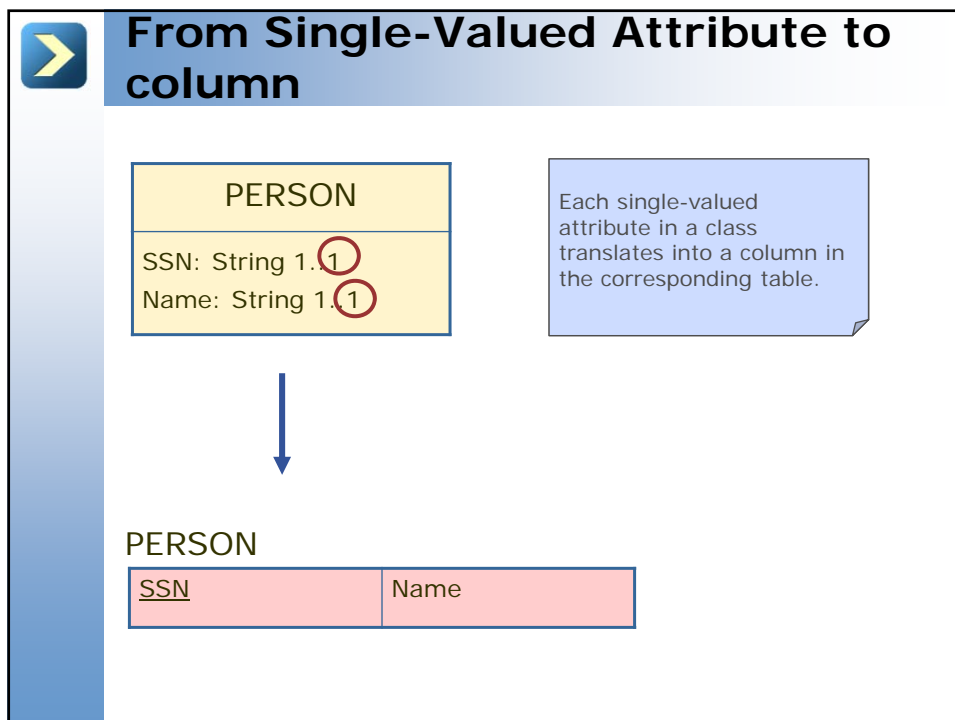 From Single-Valued Attribute to
column
PERSON
SSN: String 1..1
Name: String 1..1
Each single-valued
attribute in a class
translates into a column in
the corresponding table.
PERSON
SSN Name